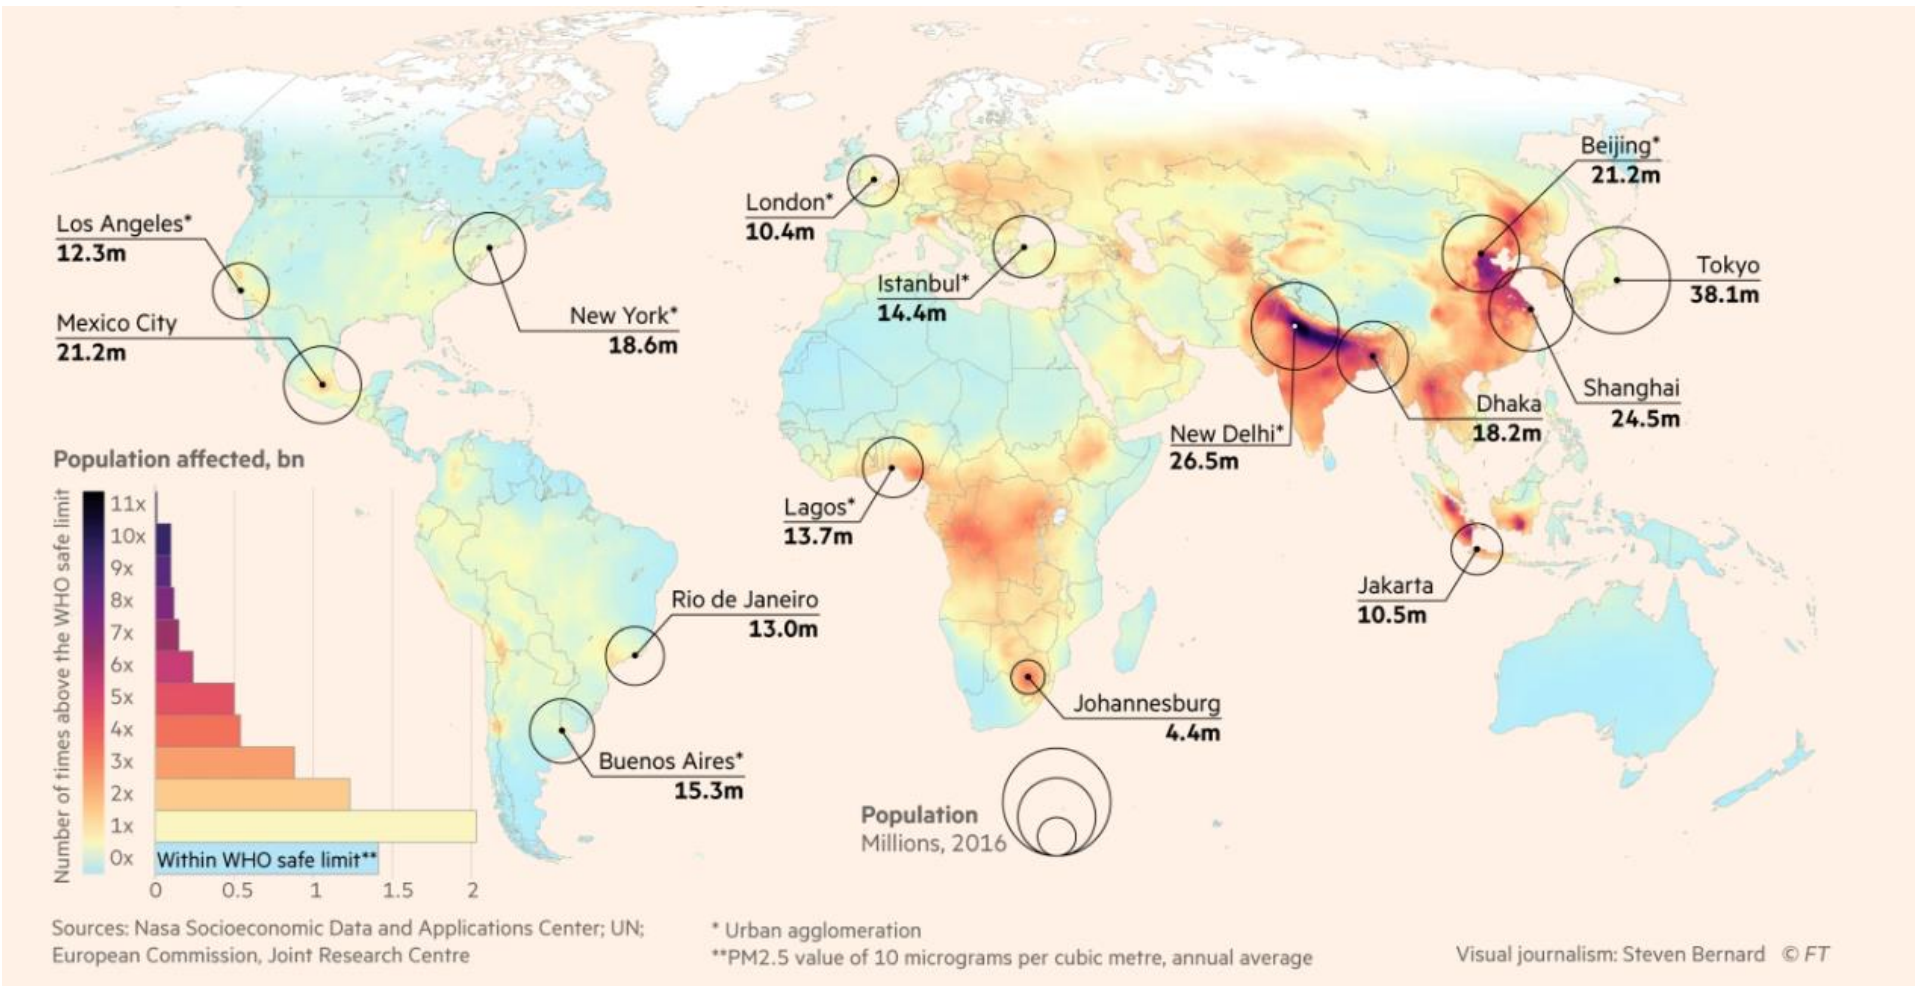 Beijing*
21.2m
London*
10.4m
Los Angeles*
12.3m
Tokyo
38.1m
Istanbul*
14.4m
New York*
18.6m
Mexico City
21.2m
Shanghai
24.5m
Dhaka
18.2m
New Delhi*
26.5m
Lagos*
13.7m
Jakarta
10.5m
Rio de Janeiro
13.0m
Johannesburg
4.4m
Buenos Aires*
15.3m
Population affected, bn
Number of times above the WHO safe limit
11x
10x
9x
8x
7x
6x
5x
4x
3x
2x
1x
0x
Within WHO safe limit**
0 0.5 1 1.5 2
Population
Millions, 2016
Sources: Nasa Socioeconomic Data and Applications Center; UN;
European Commission, Joint Research Centre
* Urban agglomeration
**PM2.5 value of 10 micrograms per cubic metre, annual average
Visual journalism: Steven Bernard © FT